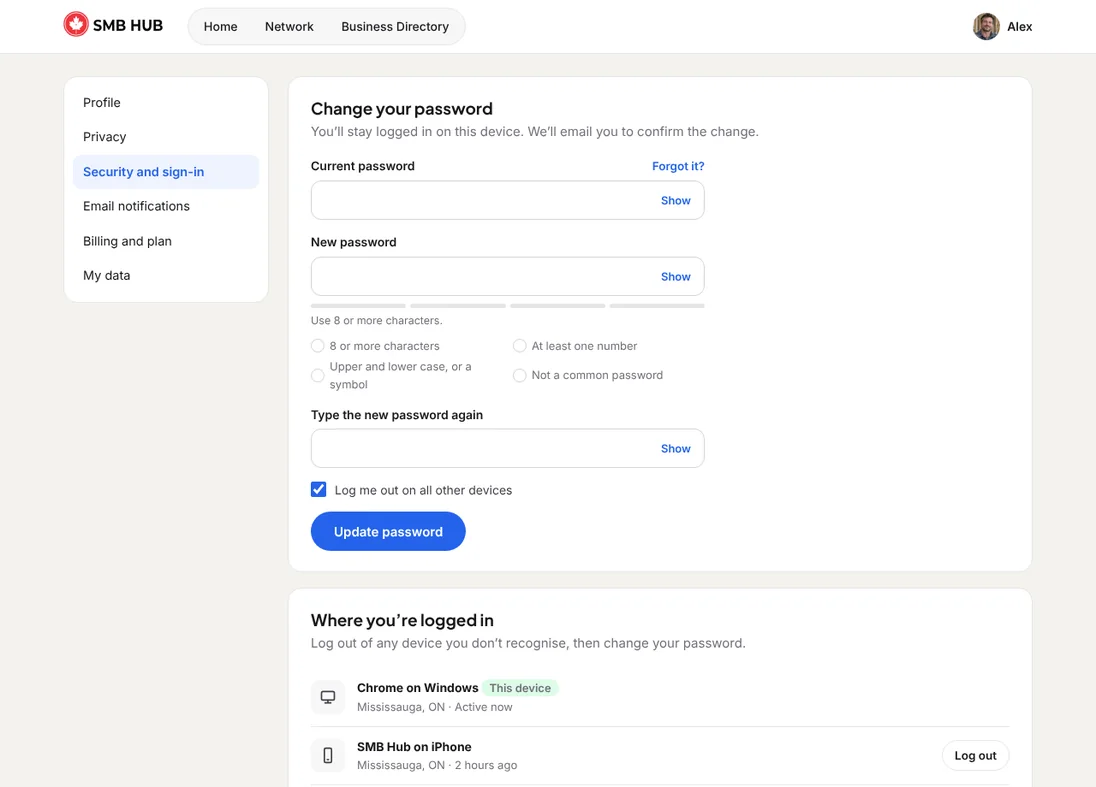 SMB HUB
Home
Network
Business Directory
Alex
Profile
Privacy
Security and sign-in
Email notifications
Billing and plan
My data
Change your password
You’ll stay logged in on this device. We’ll email you to confirm the change.
Current password
Forgot it?
Show
New password
Show
Use 8 or more characters.
8 or more characters
At least one number
Upper and lower case, or a
symbol
Not a common password
Type the new password again
Show
Log me out on all other devices
Update password
Where you’re logged in
Log out of any device you don’t recognise, then change your password.
Chrome on Windows
This device
Mississauga, ON · Active now
SMB Hub on iPhone
Mississauga, ON · 2 hours ago
Log out